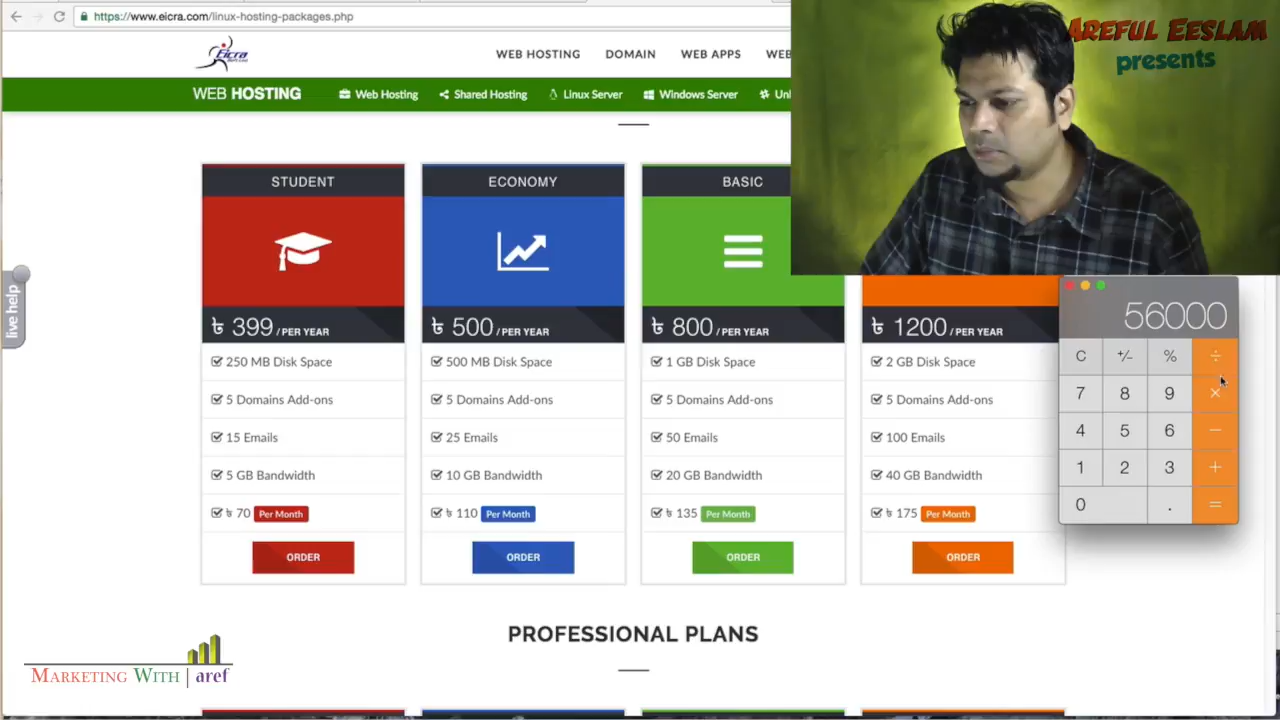 https://www.eicra.com/linux-hosting-packages.php
AREFUL EESLAM
presents
Eicra
WEB HOSTING
DOMAIN
WEB APPS
WEB HOSTING
Web Hosting
Shared Hosting
Linux Server
Windows Server
STUDENT
৳ 399 / PER YEAR
250 MB Disk Space
5 Domains Add-ons
15 Emails
5 GB Bandwidth
৳ 70 Per Month
ORDER
ECONOMY
৳ 500 / PER YEAR
500 MB Disk Space
5 Domains Add-ons
25 Emails
10 GB Bandwidth
৳ 110 Per Month
ORDER
BASIC
৳ 800 / PER YEAR
1 GB Disk Space
5 Domains Add-ons
50 Emails
20 GB Bandwidth
৳ 135 Per Month
ORDER
৳ 1200 / PER YEAR
2 GB Disk Space
5 Domains Add-ons
100 Emails
40 GB Bandwidth
৳ 175 Per Month
ORDER
56000
C +/- % ÷
7 8 9 ×
4 5 6 −
1 2 3 +
0 . =
live help
PROFESSIONAL PLANS
MARKETING WITH | aref